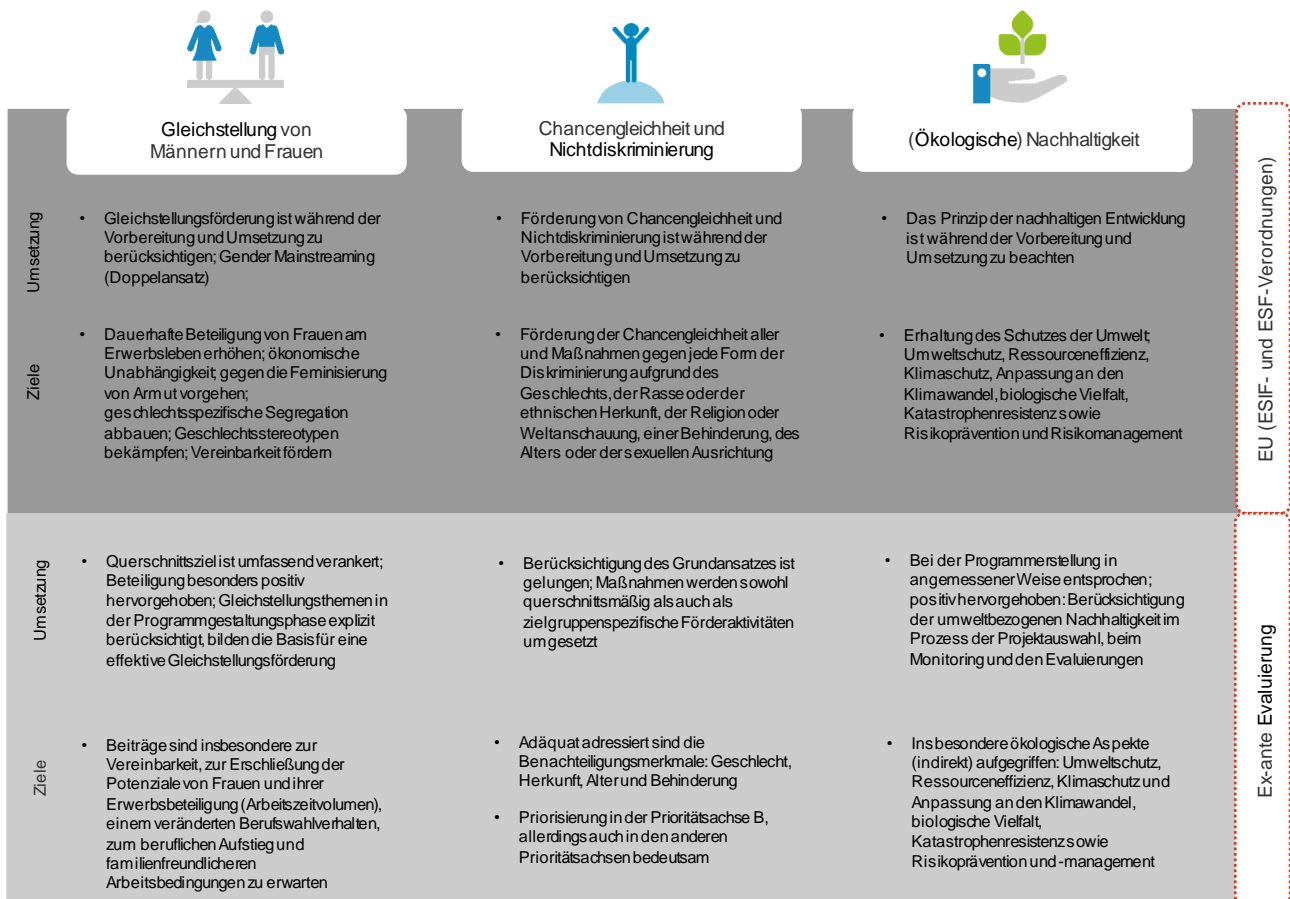 Gleichstellung von
Männern und Frauen
Chancengleichheit und
Nichtdiskriminierung
(Ökologische) Nachhaltigkeit
EU (ESIF- und ESF-Verordnungen)
Umsetzung
• Gleichstellungsförderung ist während der
Vorbereitung und Umsetzung zu
berücksichtigen; Gender Mainstreaming
(Doppelansatz)
• Förderung von Chancengleichheit und
Nichtdiskriminierung ist während der
Vorbereitung und Umsetzung zu
berücksichtigen
• Das Prinzip der nachhaltigen Entwicklung
ist während der Vorbereitung und
Umsetzung zu beachten
Ziele
• Dauerhafte Beteiligung von Frauen am
Erwerbsleben erhöhen; ökonomische
Unabhängigkeit; gegen die Feminisierung
von Armut vorgehen;
geschlechtsspezifische Segregation
abbauen; Geschlechtsstereotypen
bekämpfen; Vereinbarkeit fördern
• Förderung der Chancengleichheit aller
und Maßnahmen gegen jede Form der
Diskriminierung aufgrund des
Geschlechts, der Rasse oder der
ethnischen Herkunft, der Religion oder
Weltanschauung, einer Behinderung, des
Alters oder der sexuellen Ausrichtung
• Erhaltung des Schutzes der Umwelt;
Umweltschutz, Ressourceneffizienz,
Klimaschutz, Anpassung an den
Klimawandel, biologische Vielfalt,
Katastrophenresistenz sowie
Risikoprävention und Risikomanagement
Ex-ante Evaluierung
Umsetzung
• Querschnittsziel ist umfassend verankert;
Beteiligung besonders positiv
hervorgehoben; Gleichstellungsthemen in
der Programmgestaltungsphase explizit
berücksichtigt, bilden die Basis für eine
effektive Gleichstellungsförderung
• Berücksichtigung des Grundansatzes ist
gelungen; Maßnahmen werden sowohl
querschnittsmäßig als auch als
zielgruppenspezifische Förderaktivitäten
umgesetzt
• Bei der Programmerstellung in
angemessener Weise entsprochen;
positiv hervorgehoben: Berücksichtigung
der umweltbezogenen Nachhaltigkeit im
Prozess der Projektauswahl, beim
Monitoring und den Evaluierungen
Ziele
• Beiträge sind insbesondere zur
Vereinbarkeit, zur Erschließung der
Potenziale von Frauen und ihrer
Erwerbsbeteiligung (Arbeitszeitvolumen),
einem veränderten Berufswahlverhalten,
zum beruflichen Aufstieg und
familienfreundlicheren
Arbeitsbedingungen zu erwarten
• Adäquat adressiert sind die
Benachteiligungsmerkmale: Geschlecht,
Herkunft, Alter und Behinderung
• Priorisierung in der Prioritätsachse B,
allerdings auch in den anderen
Prioritätsachsen bedeutsam
• Insbesondere ökologische Aspekte
(indirekt) aufgegriffen: Umweltschutz,
Ressourceneffizienz, Klimaschutz und
Anpassung an den Klimawandel,
biologische Vielfalt,
Katastrophenresistenz sowie
Risikoprävention und -management